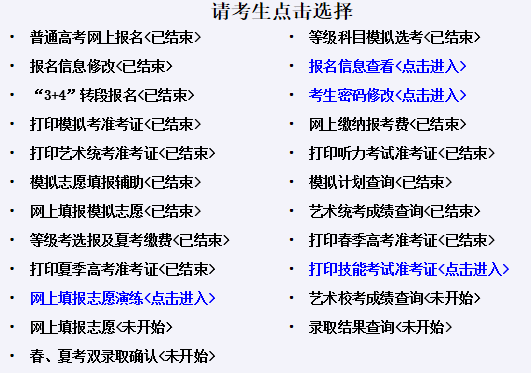 请考生点击选择
· 普通高考网上报名<已结束>
· 等级科目模拟选考<已结束>
· 报名信息修改<已结束>
· 报名信息查看<点击进入>
· “3+4”转段报名<已结束>
· 考生密码修改<点击进入>
· 打印模拟考准考证<已结束>
· 网上缴纳报考费<已结束>
· 打印艺术统考准考证<已结束>
· 打印听力考试准考证<已结束>
· 模拟志愿填报辅助<已结束>
· 模拟计划查询<已结束>
· 网上填报模拟志愿<已结束>
· 艺术统考成绩查询<已结束>
· 等级考选报及夏考缴费<已结束>
· 打印春季高考准考证<已结束>
· 打印夏季高考准考证<已结束>
· 打印技能考试准考证<点击进入>
· 网上填报志愿演练<点击进入>
· 艺术校考成绩查询<未开始>
· 网上填报志愿<未开始>
· 录取结果查询<未开始>
· 春、夏考双录取确认<未开始>